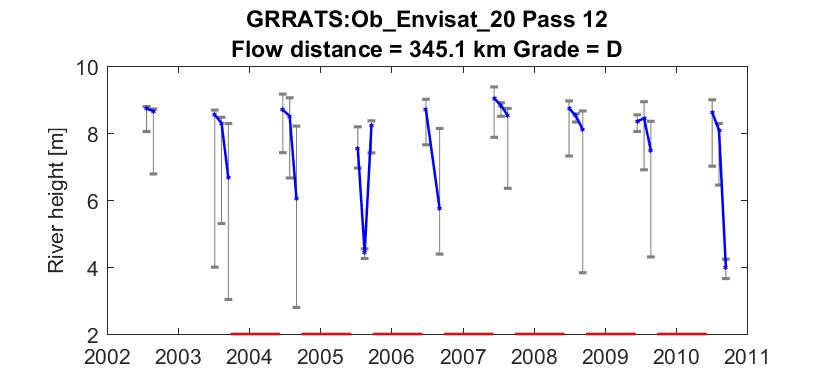 GRRATS:Ob_Envisat_20 Pass 12
Flow distance = 345.1 km Grade = D
River height [m]
10
8
6
4
2
2002 2003 2004 2005 2006 2007 2008 2009 2010 2011